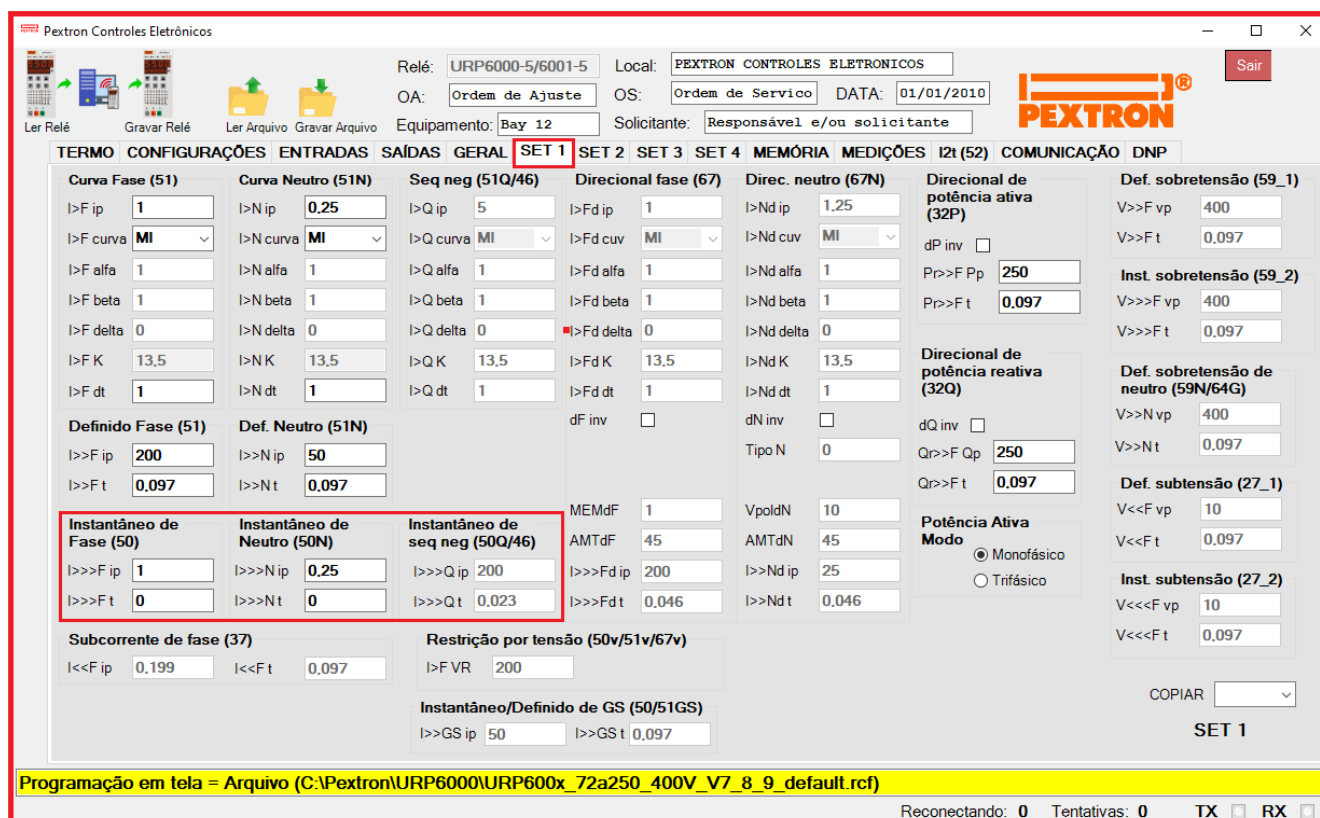 Pextron Controles Eletrônicos
Relé: URP6000-5/6001-5 Local: PEXTRON CONTROLES ELETRONICOS Sair
OA: Ordem de Ajuste OS: Ordem de Servico DATA: 01/01/2010
Ler Relé Gravar Relé Ler Arquivo Gravar Arquivo Equipamento: Bay 12 Solicitante: Responsável e/ou solicitante PEXTRON®
TERMO CONFIGURAÇÕES ENTRADAS SAÍDAS GERAL SET 1 SET 2 SET 3 SET 4 MEMÓRIA MEDIÇÕES I2t (52) COMUNICAÇÃO DNP
Curva Fase (51)
I>F ip 1
I>F curva MI
I>F alfa 1
I>F beta 1
I>F delta 0
I>F K 13,5
I>F dt 1
Curva Neutro (51N)
I>N ip 0,25
I>N curva MI
I>N alfa 1
I>N beta 1
I>N delta 0
I>N K 13,5
I>N dt 1
Seq neg (51Q/46)
I>Q ip 5
I>Q curva MI
I>Q alfa 1
I>Q beta 1
I>Q delta 0
I>Q K 13,5
I>Q dt 1
Direcional fase (67)
I>Fd ip 1
I>Fd cuv MI
I>Fd alfa 1
I>Fd beta 1
I>Fd delta 0
I>Fd K 13,5
I>Fd dt 1
dF inv
MEMdF 1
AMTdF 45
I>>>Fd ip 200
I>>>Fd t 0,046
Direc. neutro (67N)
I>Nd ip 1,25
I>Nd cuv MI
I>Nd alfa 1
I>Nd beta 1
I>Nd delta 0
I>Nd K 13,5
I>Nd dt 1
dN inv
Tipo N 0
VpoldN 10
AMTdN 45
I>>Nd ip 25
I>>Nd t 0,046
Direcional de
potência ativa
(32P)
dP inv
Pr>>F Pp 250
Pr>>F t 0,097
Direcional de
potência reativa
(32Q)
dQ inv
Qr>>F Qp 250
Qr>>F t 0,097
Potência Ativa
Modo
Monofásico
Trifásico
Def. sobretensão (59_1)
V>>F vp 400
V>>F t 0,097
Inst. sobretensão (59_2)
V>>>F vp 400
V>>>F t 0,097
Def. sobretensão de
neutro (59N/64G)
V>>N vp 400
V>>N t 0,097
Def. subtensão (27_1)
V<<F vp 10
V<<F t 0,097
Inst. subtensão (27_2)
V<<<F vp 10
V<<<F t 0,097
Definido Fase (51)
I>>F ip 200
I>>F t 0,097
Def. Neutro (51N)
I>>N ip 50
I>>N t 0,097
Instantâneo de
Fase (50)
I>>>F ip 1
I>>>F t 0
Instantâneo de
Neutro (50N)
I>>>N ip 0,25
I>>>N t 0
Instantâneo de
seq neg (50Q/46)
I>>>Q ip 200
I>>>Q t 0,023
Subcorrente de fase (37)
I<<F ip 0,199 I<<F t 0,097
Restrição por tensão (50v/51v/67v)
I>F VR 200
Instantâneo/Definido de GS (50/51GS)
I>>GS ip 50 I>>GS t 0,097
COPIAR
SET 1
Programação em tela = Arquivo (C:\Pextron\URP6000\URP600x_72a250_400V_V7_8_9_default.rcf)
Reconectando: 0 Tentativas: 0 TX RX